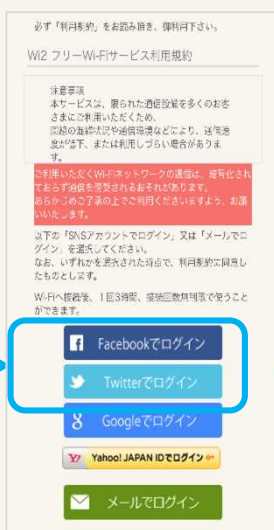 必ず「利用規約」をお読み頂き、御利用下さい。
Wi2 フリーWi-Fiサービス利用規約
注意事項
本サービスは、限られた通信設備を多くのお客
さまにご利用いただくため、
回線の混雑状況や通信環境などにより、通信速
度が低下、または利用しづらい場合がありま
す。
ご利用いただくWi-Fiネットワークの通信は、暗号化され
ておらず通信を傍受されるおそれがあります。
あらかじめご了承の上でご利用くださいますよう、お願
いいたします。
以下の「SNSアカウントでログイン」又は「メールでロ
グイン」を選択してください。
なお、いずれかを選択された時点で、利用規約に同意し
たものとします。
Wi-Fiへ接続後、1回3時間、接続回数無制限で使うこと
ができます。
f Facebookでログイン
Twitterでログイン
8 Googleでログイン
Y! Yahoo! JAPAN IDでログイン
メールでログイン